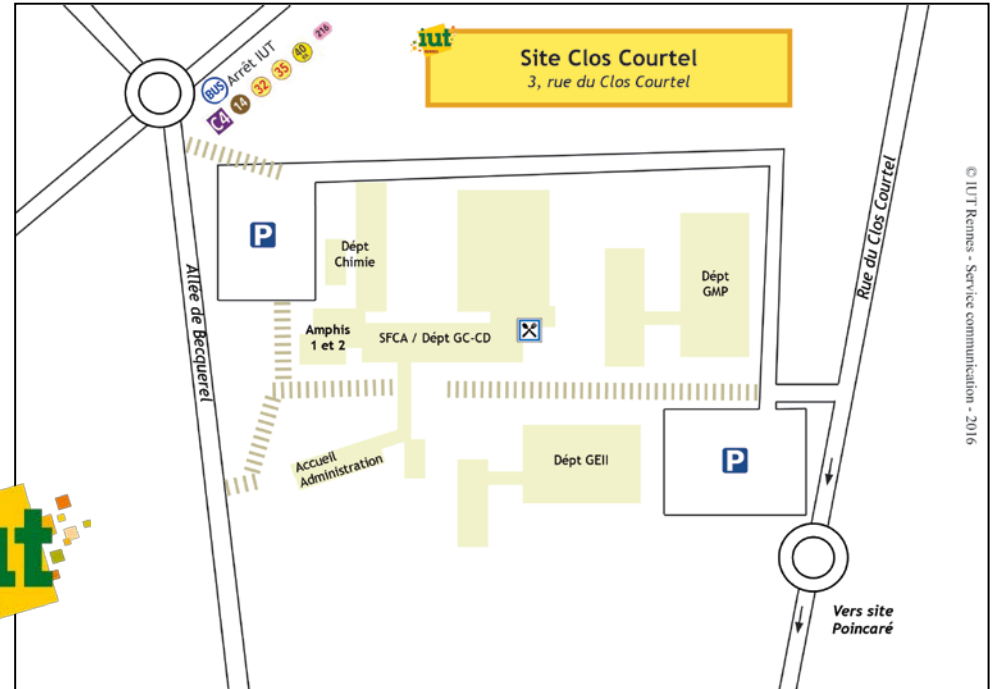 iut
Site Clos Courtel
3, rue du Clos Courtel
BUS Arrêt IUT
C4 14 32 35 40 216
Allée de Becquerel
Rue du Clos Courtel
© IUT Rennes - Service communication - 2016
P
Dépt
Chimie
Dépt
GMP
Amphis
1 et 2
SFCA / Dépt GC-CD
Accueil
Administration
Dépt GEII
P
Vers site
Poincaré
ut